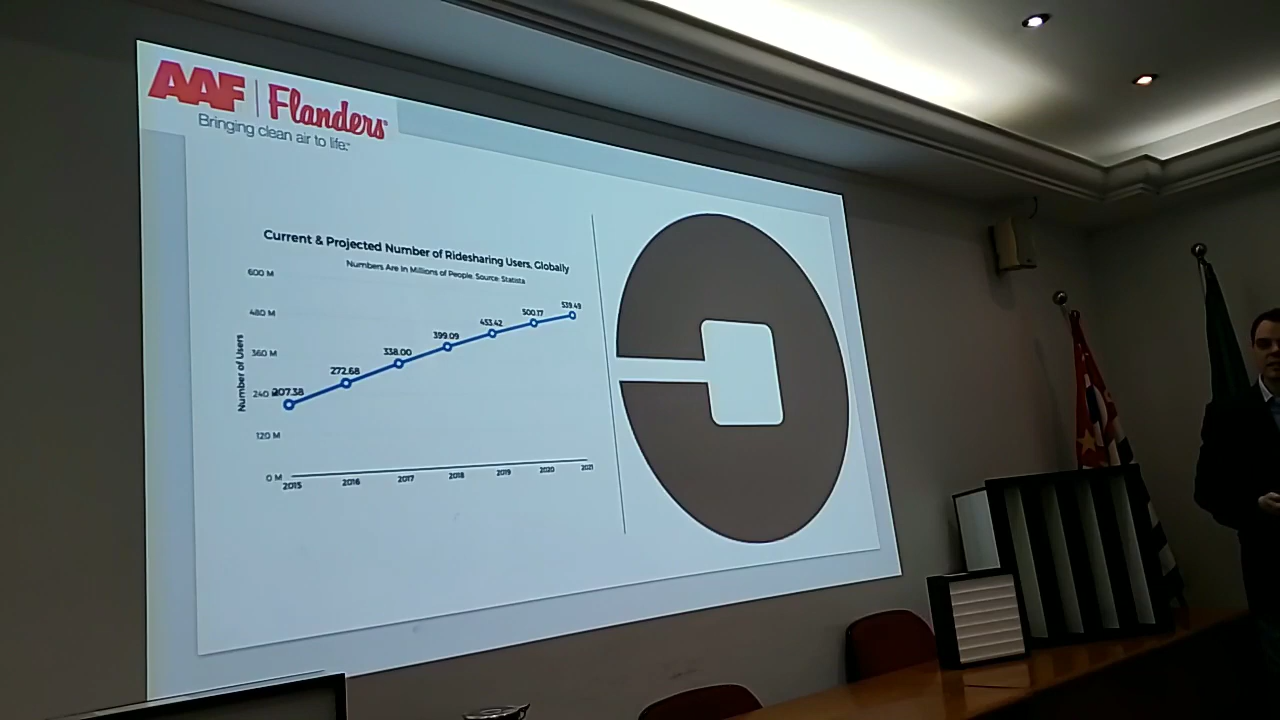 AAF | Flanders®
Bringing clean air to life.™
Current & Projected Number of Ridesharing Users, Globally
Numbers Are In Millions of People. Source: Statista
Number of Users
600 M
480 M
360 M
240
120 M
0 M
207.38
272.68
338.00
399.09
453.42
500.17
539.49
2015
2016
2017
2018
2019
2020
2021